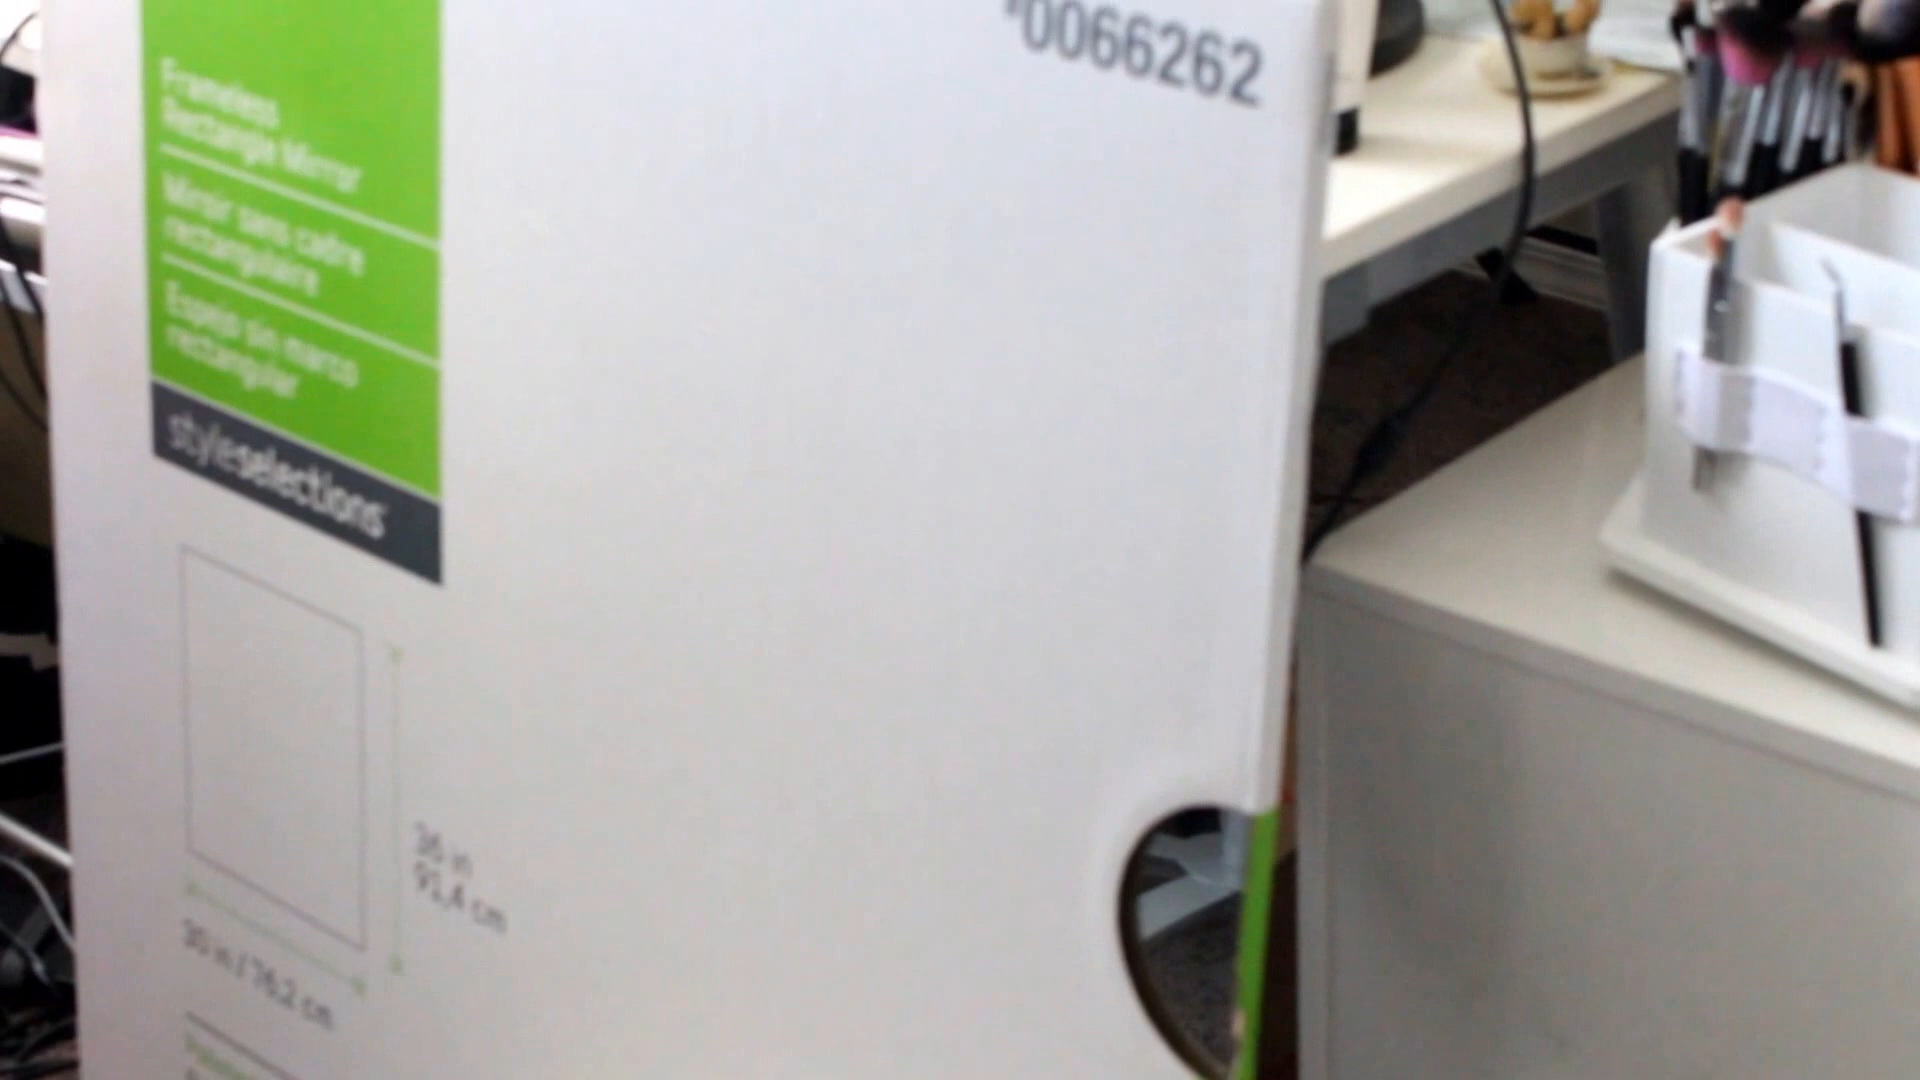 #0066262
Frameless
Rectangle Mirror
Miroir sans cadre
rectangulaire
Espejo sin marco
rectangular
styleselections
36 in
91,4 cm
30 in / 76,2 cm